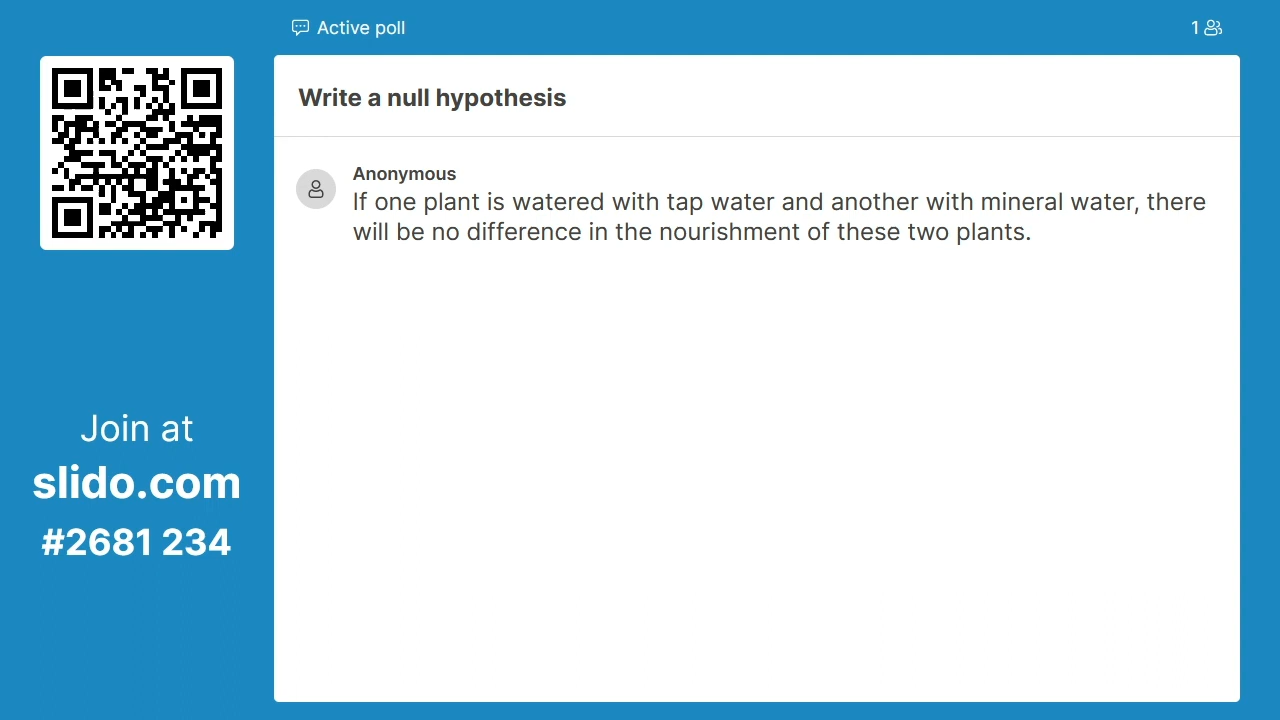 Active poll
1
Write a null hypothesis
Anonymous
If one plant is watered with tap water and another with mineral water, there
will be no difference in the nourishment of these two plants.
Join at
slido.com
#2681 234